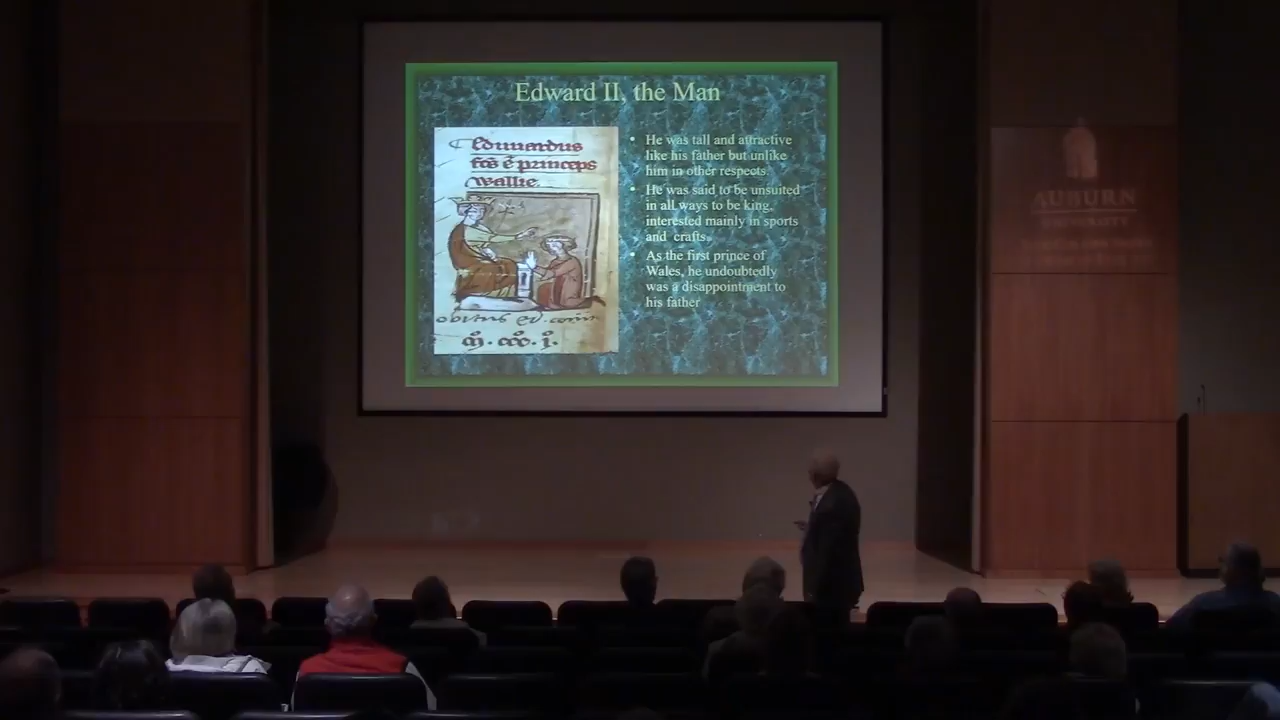 Edward II, the Man
Edwardus
princeps
wallie
• He was tall and attractive
like his father but unlike
him in other respects.
• He was said to be unsuited
in all ways to be king,
interested mainly in sports
and crafts.
• As the first prince of
Wales, he undoubtedly
was a disappointment to
his father
AUBURN
UNIVERSITY